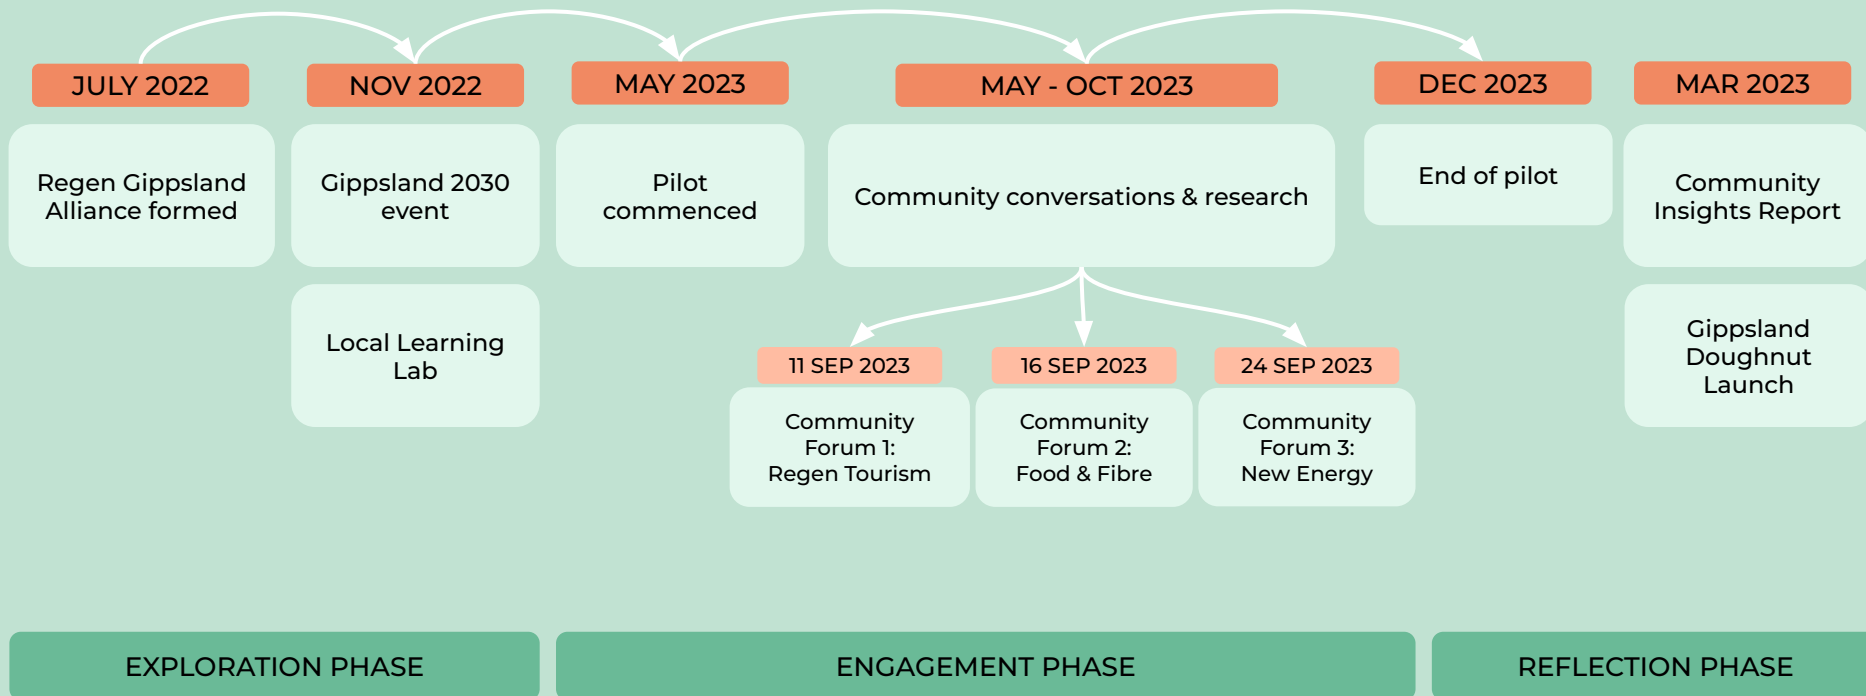 JULY 2022
NOV 2022
MAY 2023
MAY - OCT 2023
DEC 2023
MAR 2023
Regen Gippsland
Alliance formed
Gippsland 2030
event
Pilot
commenced
Community conversations & research
End of pilot
Community
Insights Report
Local Learning
Lab
Gippsland
Doughnut
Launch
11 SEP 2023
16 SEP 2023
24 SEP 2023
Community
Forum 1:
Regen Tourism
Community
Forum 2:
Food & Fibre
Community
Forum 3:
New Energy
EXPLORATION PHASE
ENGAGEMENT PHASE
REFLECTION PHASE